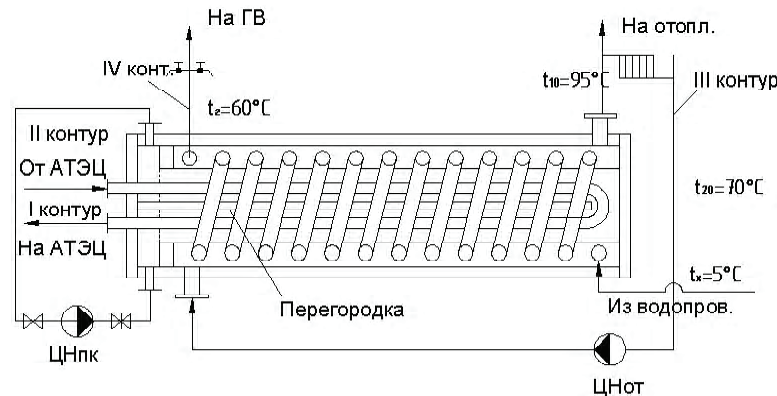 На ГВ
На отопл.
IV конт.
t₁₀=95°C
III контур
t₂=60°C
II контур
От АТЭЦ
I контур
На АТЭЦ
t₂₀=70°C
tₓ=5°C
Перегородка
Из водопров.
ЦНпк
ЦНот